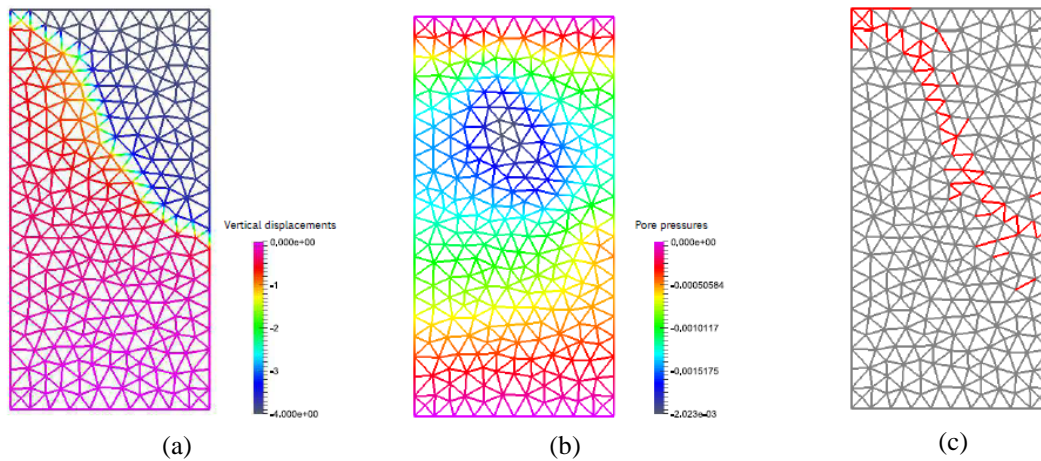 Vertical displacements
0,000e+00
-1
-2
-3
-4.000e+00
(a)
Pore pressures
0,000e+00
-0,00050584
-0,0010117
-0,0015175
-2,023e-03
(b)
(c)